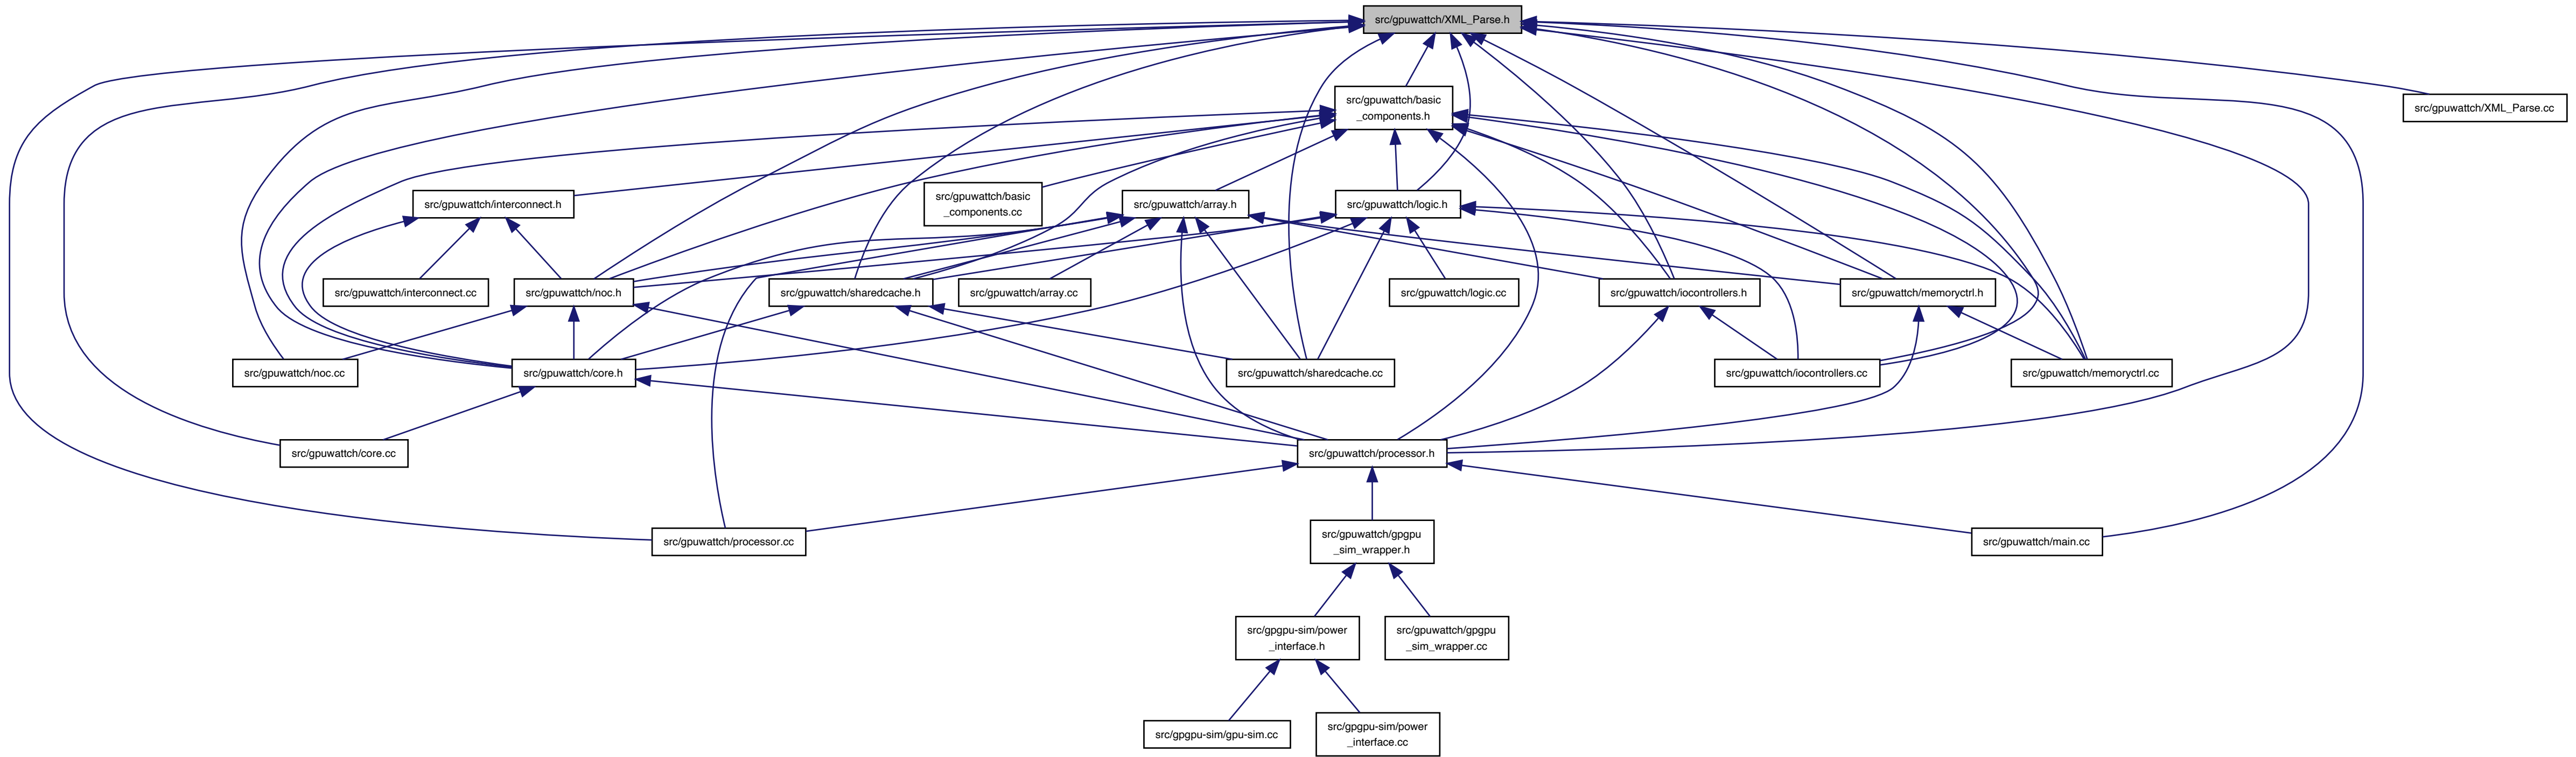 src/gpuwattch/XML_Parse.h
src/gpuwattch/basic
_components.h
src/gpuwattch/XML_Parse.cc
src/gpuwattch/interconnect.h
src/gpuwattch/basic
_components.cc
src/gpuwattch/array.h
src/gpuwattch/logic.h
src/gpuwattch/interconnect.cc
src/gpuwattch/noc.h
src/gpuwattch/sharedcache.h
src/gpuwattch/array.cc
src/gpuwattch/logic.cc
src/gpuwattch/iocontrollers.h
src/gpuwattch/memoryctrl.h
src/gpuwattch/noc.cc
src/gpuwattch/core.h
src/gpuwattch/sharedcache.cc
src/gpuwattch/iocontrollers.cc
src/gpuwattch/memoryctrl.cc
src/gpuwattch/core.cc
src/gpuwattch/processor.h
src/gpuwattch/processor.cc
src/gpuwattch/gpgpu
_sim_wrapper.h
src/gpuwattch/main.cc
src/gpgpu-sim/power
_interface.h
src/gpuwattch/gpgpu
_sim_wrapper.cc
src/gpgpu-sim/gpu-sim.cc
src/gpgpu-sim/power
_interface.cc